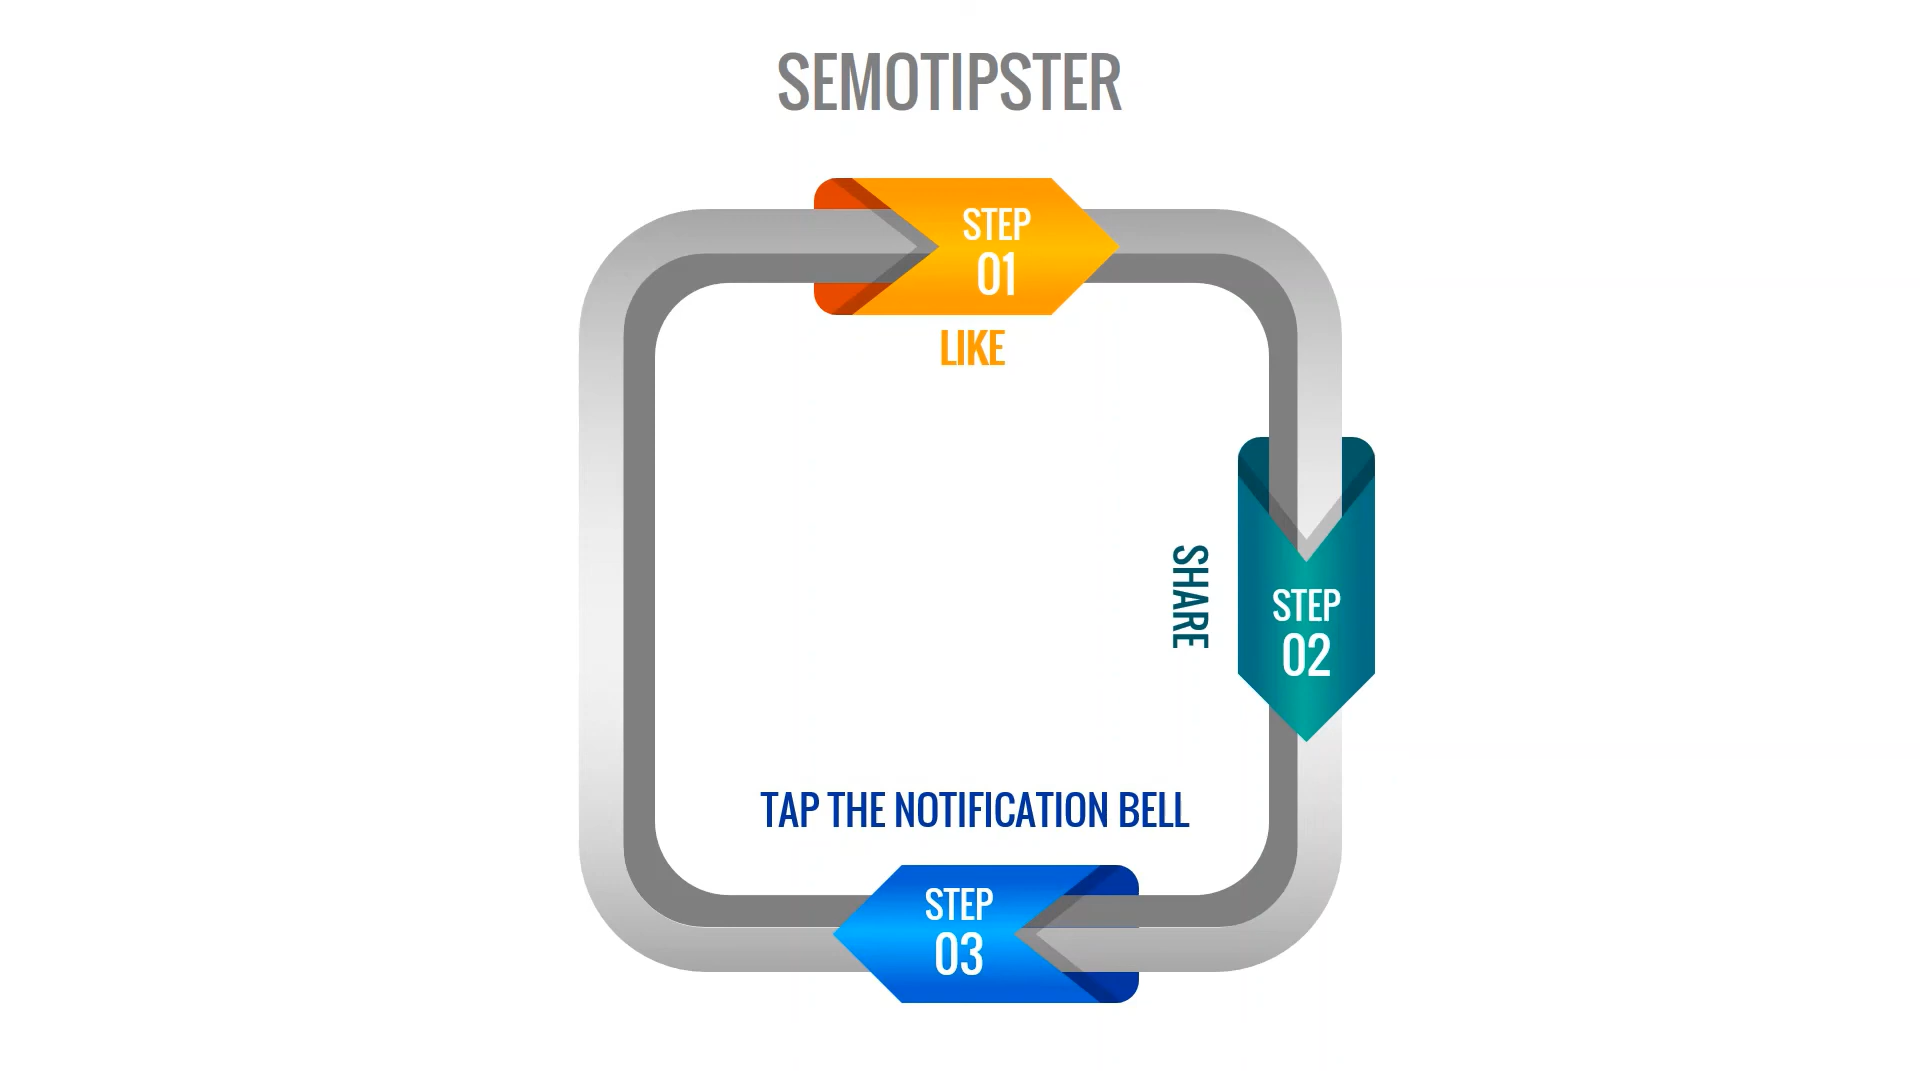 SEMOTIPSTER
STEP
01
LIKE
SHARE
STEP
02
TAP THE NOTIFICATION BELL
STEP
03